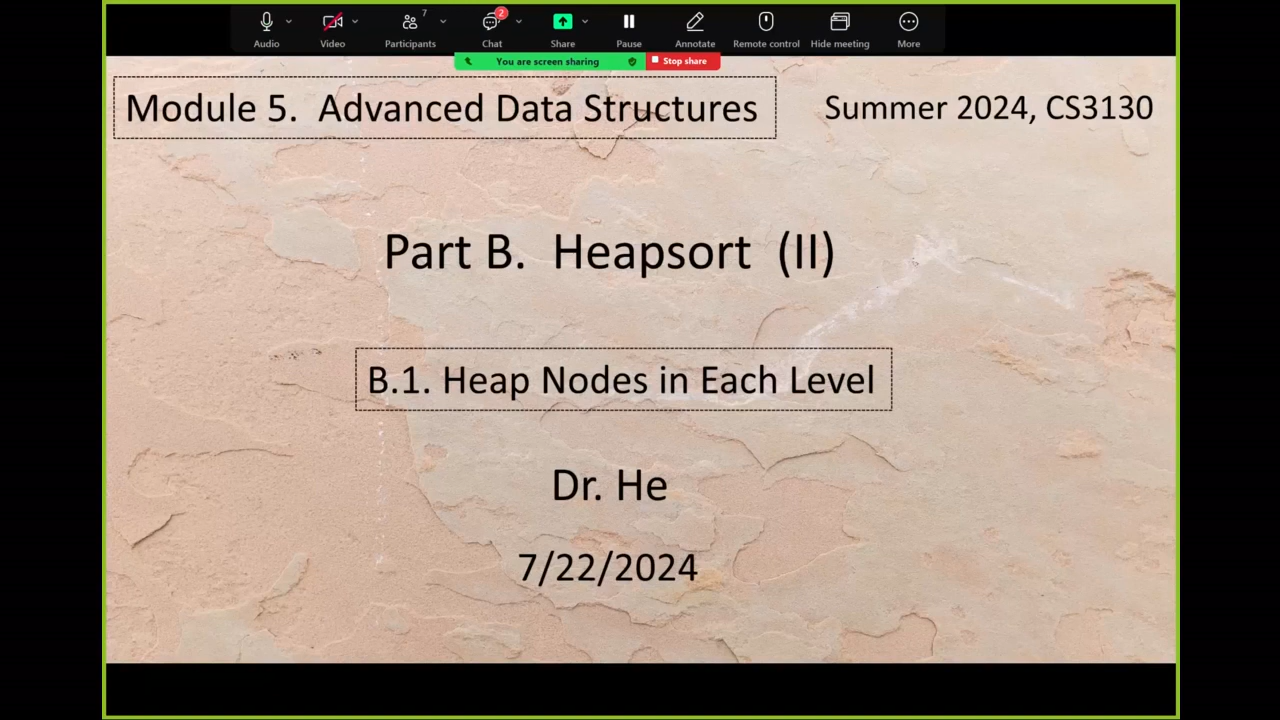 7
2
Audio
Video
Participants
Chat
Share
Pause
Annotate
Remote control
Hide meeting
More
You are screen sharing
Stop share
Module 5. Advanced Data Structures
Summer 2024, CS3130
Part B. Heapsort (II)
B.1. Heap Nodes in Each Level
Dr. He
7/22/2024